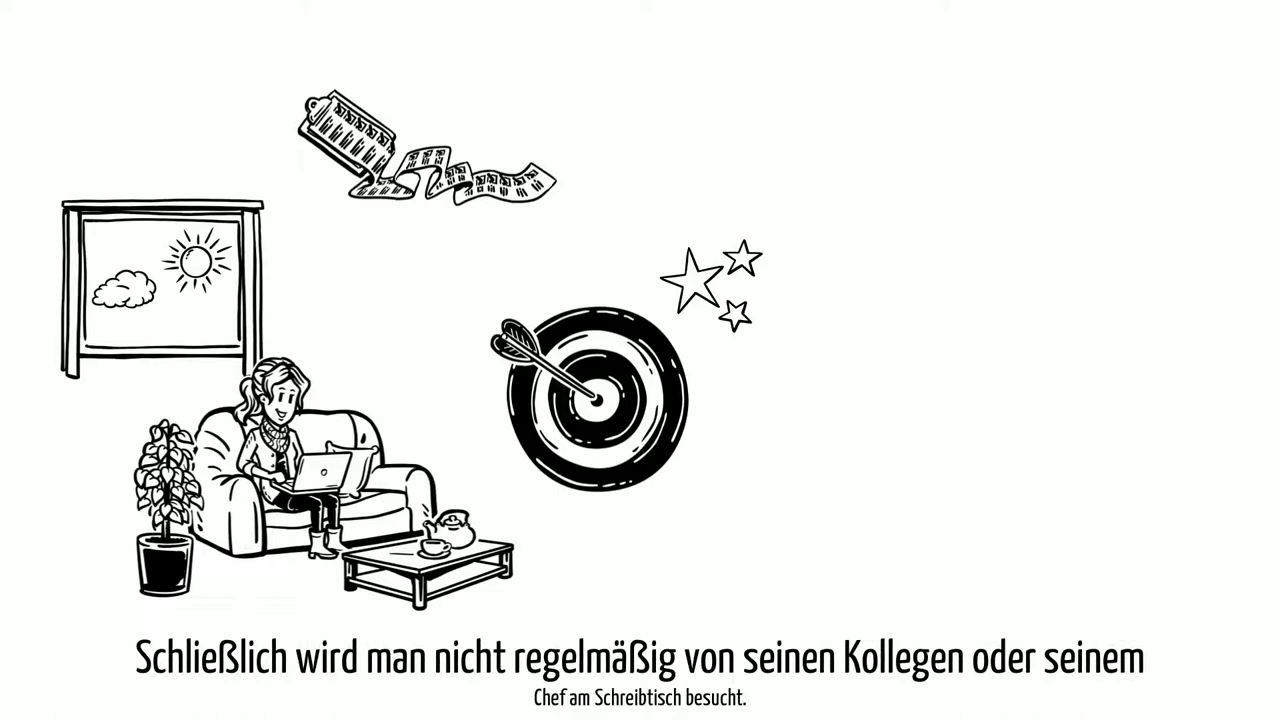 Schließlich wird man nicht regelmäßig von seinen Kollegen oder seinem
Chef am Schreibtisch besucht.